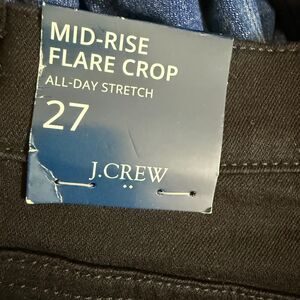 MID-RISE
FLARE CROP
ALL-DAY STRETCH
27
J.CREW